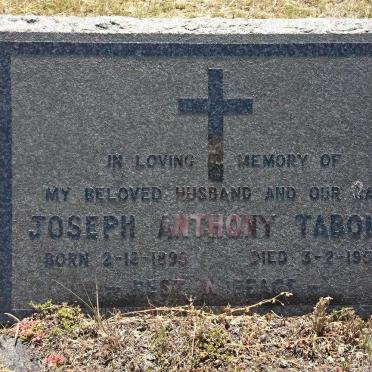 IN LOVING MEMORY OF
MY BELOVED HUSBAND AND OUR
JOSEPH ANTHONY TABO
BORN 2-12-1895 DIED 3-2-195
REST IN PEACE